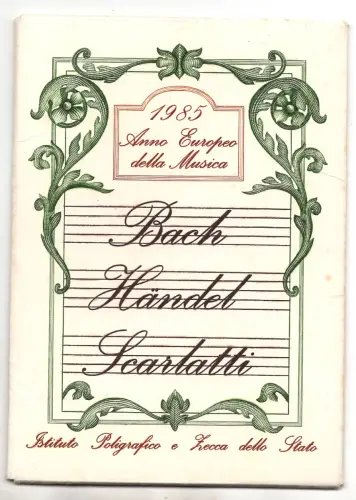 1985
Anno Europeo
della Musica
Bach
Händel
Scarlatti
Istituto Poligrafico e Zecca dello Stato